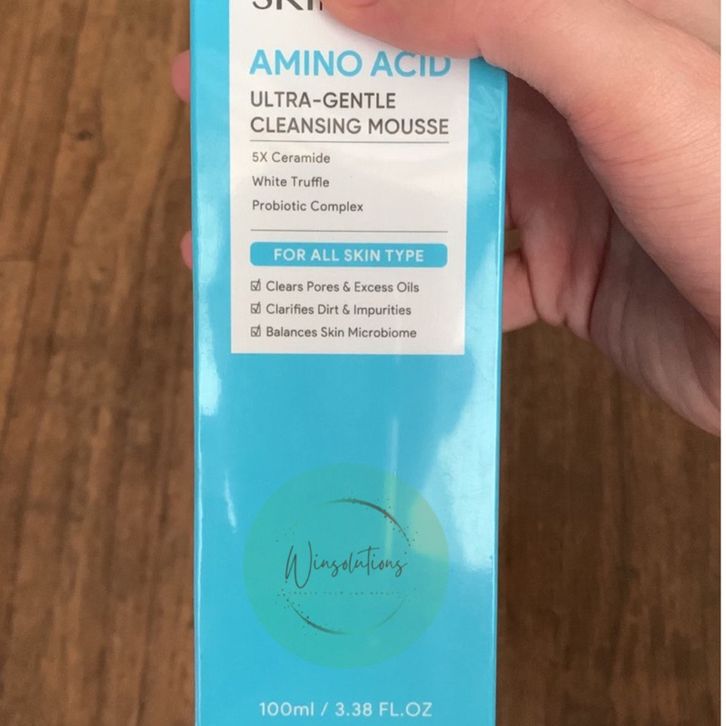 AMINO ACID
ULTRA-GENTLE
CLEANSING MOUSSE
5X Ceramide
White Truffle
Probiotic Complex
FOR ALL SKIN TYPE
Clears Pores & Excess Oils
Clarifies Dirt & Impurities
Balances Skin Microbiome
Winsolutions
100ml / 3.38 FL.OZ